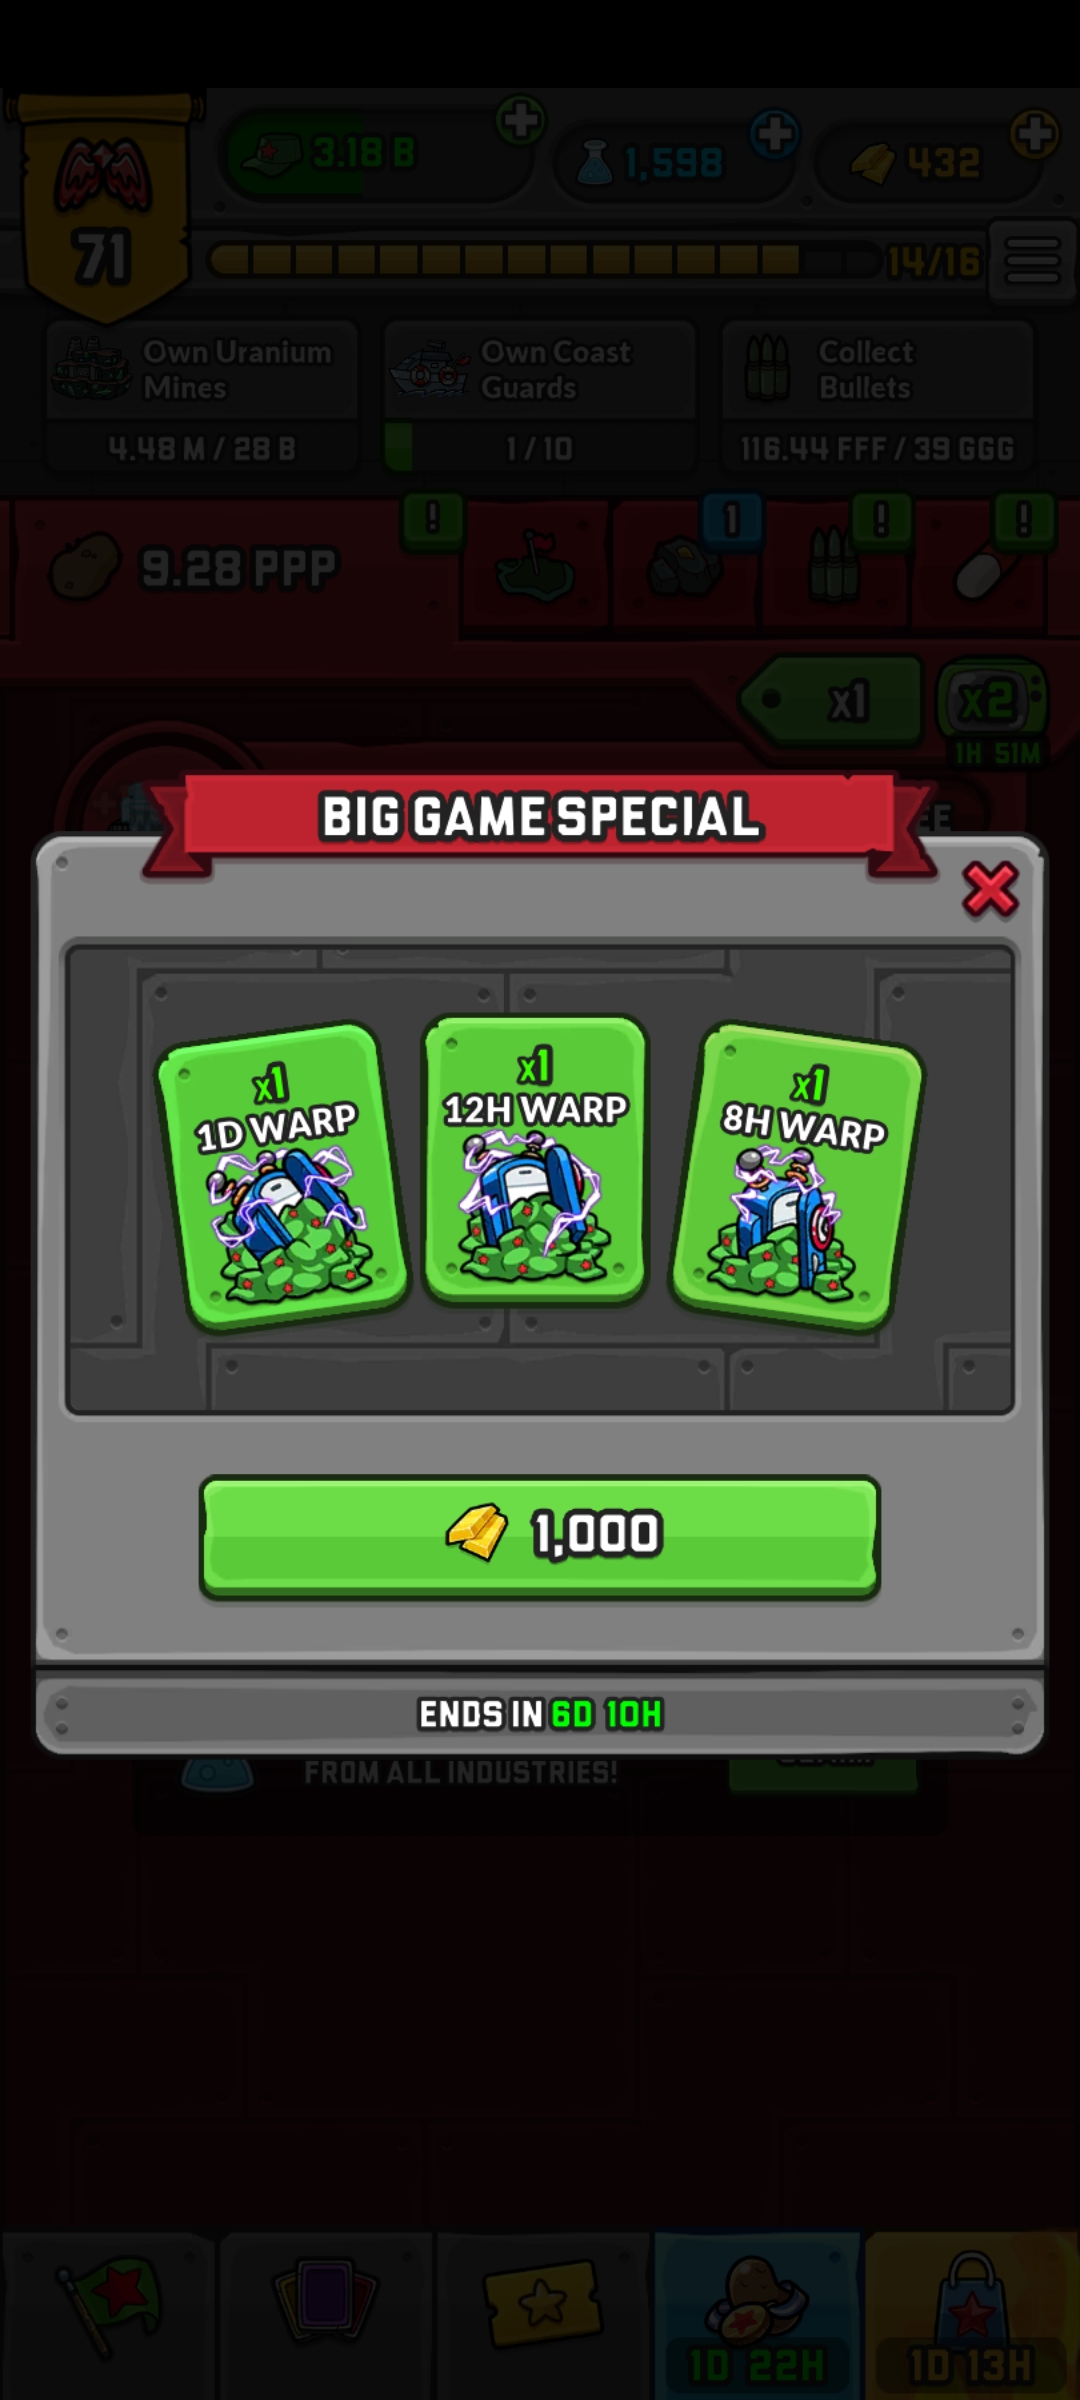 3.18 B
1,598
432
71
14/16
Own Uranium
Mines
4.48 M / 28 B
Own Coast
Guards
1 / 10
Collect
Bullets
116.44 FFF / 39 GGG
!
1
!
!
9.28 PPP
x1
x2
1H 51M
BIG GAME SPECIAL
x1
1D WARP
x1
12H WARP
x1
8H WARP
1,000
ENDS IN 6D 10H
FROM ALL INDUSTRIES!
1D 22H
1D 13H